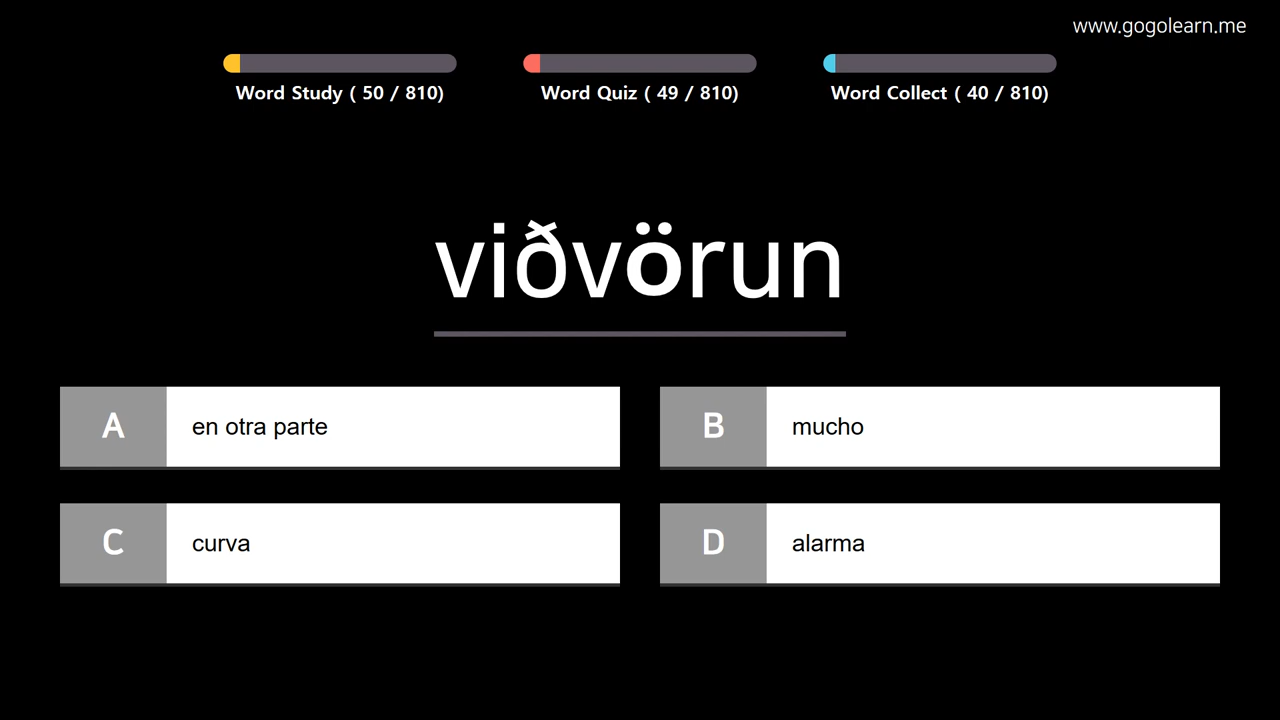 www.gogolearn.me
Word Study ( 50 / 810)
Word Quiz ( 49 / 810)
Word Collect ( 40 / 810)
viðvörun
A en otra parte
B mucho
C curva
D alarma